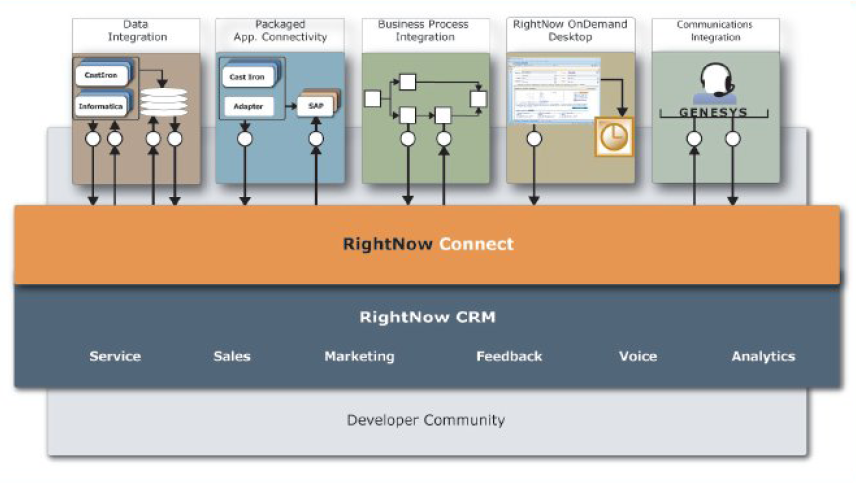 Data
Integration
Packaged
App. Connectivity
Business Process
Integration
RightNow OnDemand
Desktop
Communications
Integration
CastIron
Informatica
Cast Iron
Adapter
SAP
GENESYS
RightNow Connect
RightNow CRM
Service Sales Marketing Feedback Voice Analytics
Developer Community